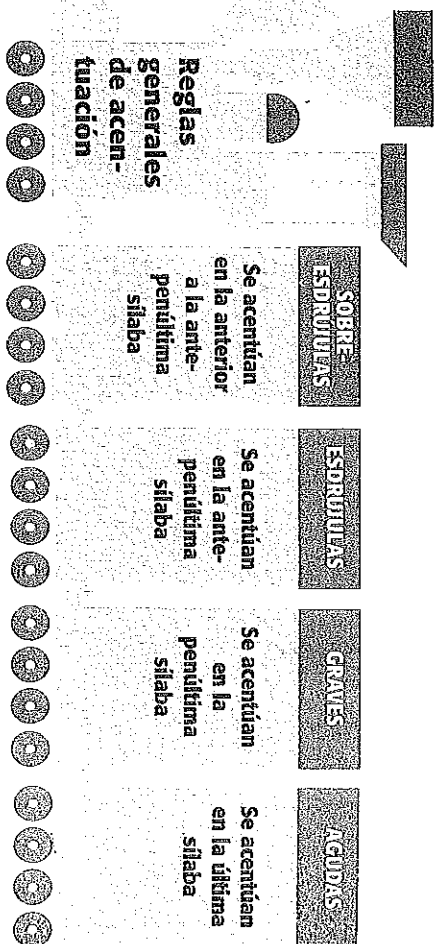 Reglas
generales
de acen-
tuación
SOBRE-
ESDRÚJULAS
Se acentúan
en la anterior
a la ante-
penúltima
sílaba
ESDRÚJULAS
Se acentúan
en la ante-
penúltima
sílaba
GRAVES
Se acentúan
en la
penúltima
sílaba
AGUDAS
Se acentúan
en la última
sílaba